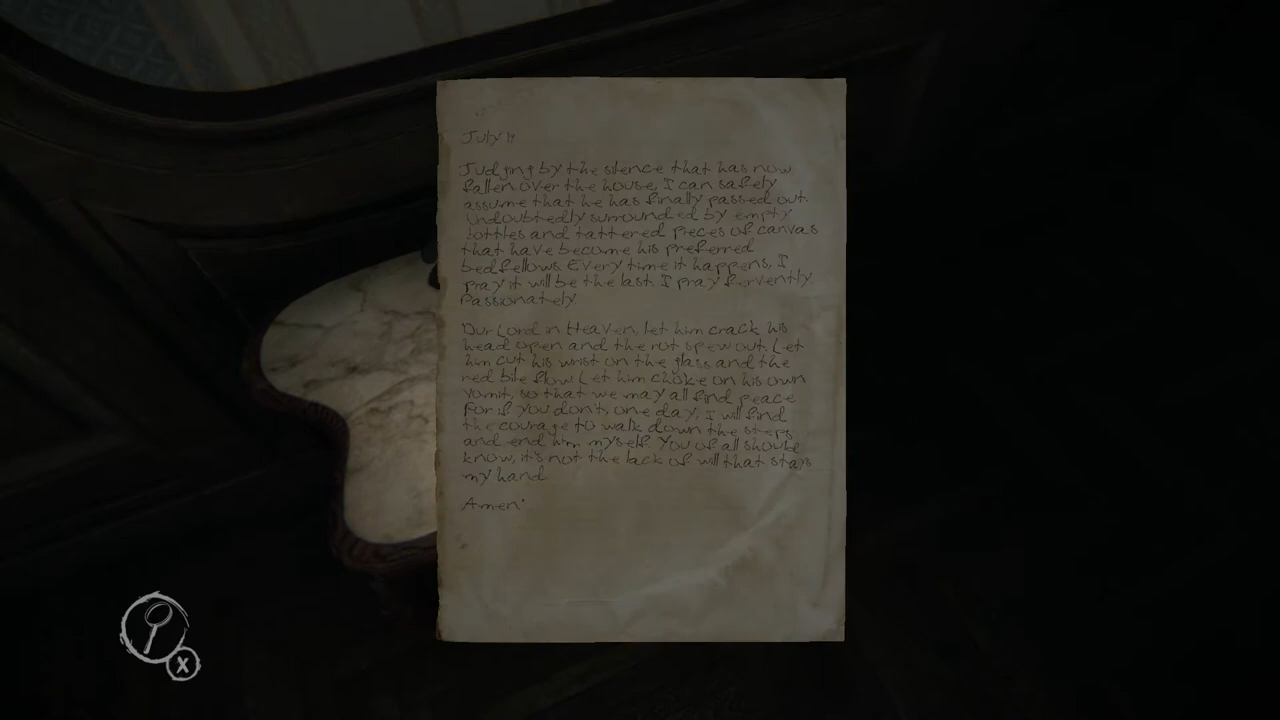 July 19
Judging by the silence that has now
fallen over the house, I can safely
assume that he has finally passed out.
Undoubtedly surrounded by empty
bottles and tattered pieces of canvas
that have become his preferred
bedfellows. Every time it happens, I
pray it will be the last. I pray fervently.
Passionately.
Our Lord in Heaven, let him crack his
head open and the rot spew out. Let
him cut his wrist on the glass and the
red bile flow. Let him choke on his own
vomit, so that we may all find peace
For if you don't, one day, I will find
the courage to walk down the steps
and end him myself. You of all should
know, it's not the lack of will that stays
my hand.
Amen.
X